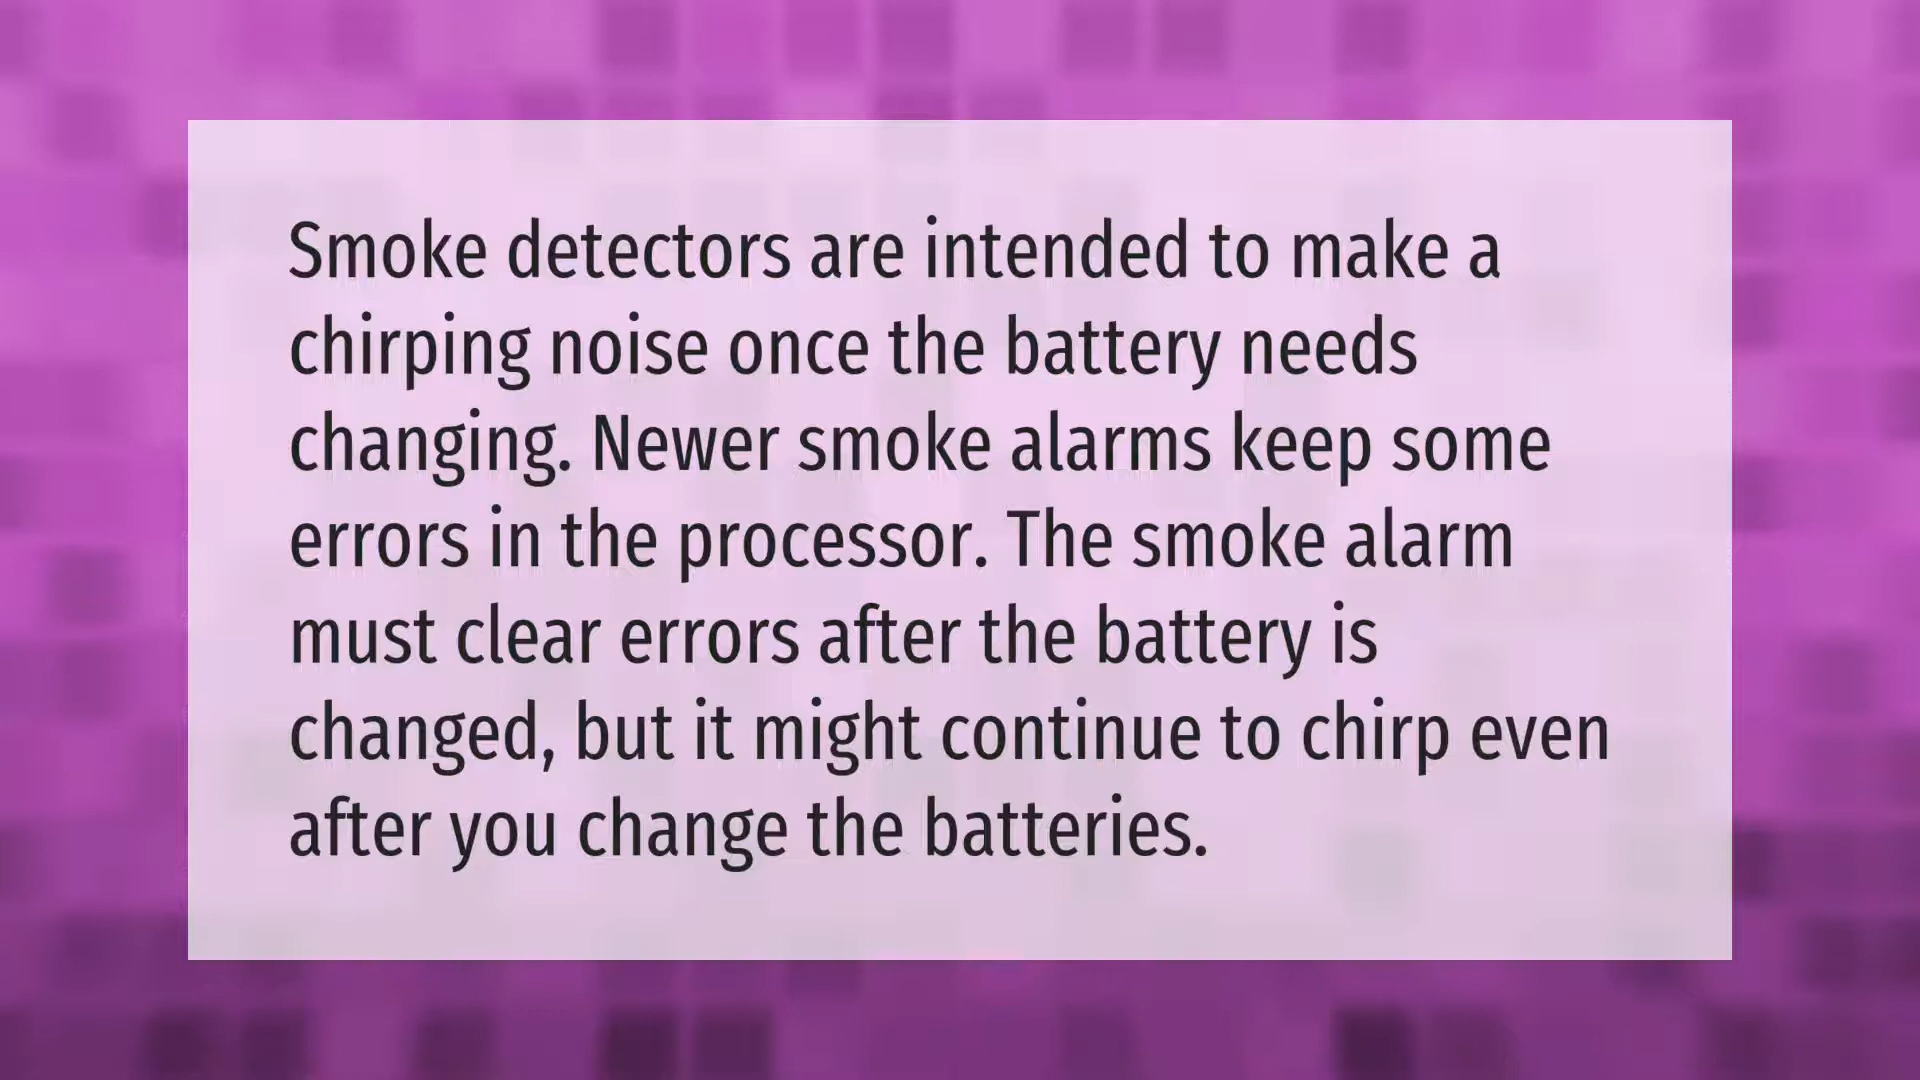 Smoke detectors are intended to make a
chirping noise once the battery needs
changing. Newer smoke alarms keep some
errors in the processor. The smoke alarm
must clear errors after the battery is
changed, but it might continue to chirp even
after you change the batteries.